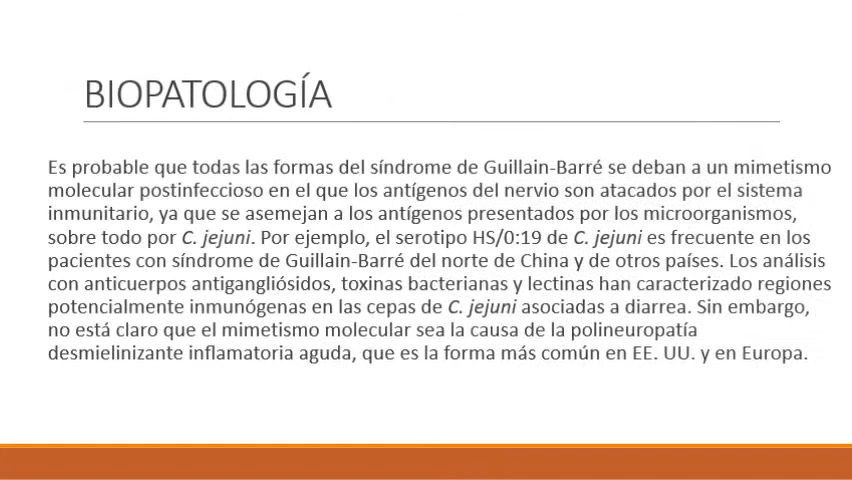 BIOPATOLOGÍA
Es probable que todas las formas del síndrome de Guillain-Barré se deban a un mimetismo
molecular postinfeccioso en el que los antígenos del nervio son atacados por el sistema
inmunitario, ya que se asemejan a los antígenos presentados por los microorganismos,
sobre todo por C. jejuni. Por ejemplo, el serotipo HS/0:19 de C. jejuni es frecuente en los
pacientes con síndrome de Guillain-Barré del norte de China y de otros países. Los análisis
con anticuerpos antigangliósidos, toxinas bacterianas y lectinas han caracterizado regiones
potencialmente inmunógenas en las cepas de C. jejuni asociadas a diarrea. Sin embargo,
no está claro que el mimetismo molecular sea la causa de la polineuropatía
desmielinizante inflamatoria aguda, que es la forma más común en EE. UU. y en Europa.